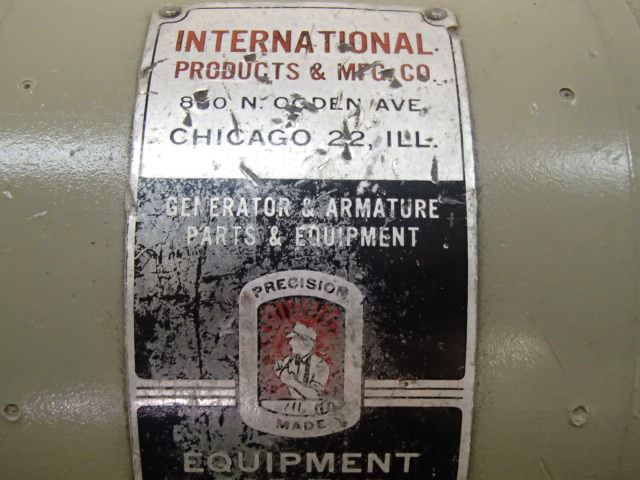 INTERNATIONAL
PRODUCTS & MFG. CO.
N. OGDEN AVE.
CHICAGO 22, ILL.
GENERATOR & ARMATURE
PARTS & EQUIPMENT
PRECISION
MADE
EQUIPMENT